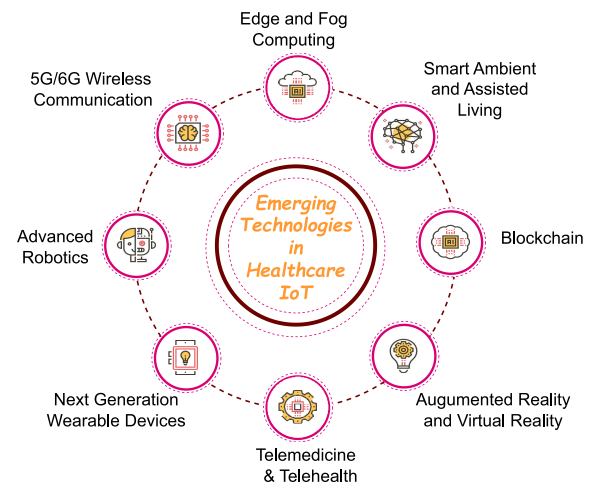 Edge and Fog
Computing
5G/6G Wireless
Communication
Smart Ambient
and Assisted
Living
Emerging
Technologies
in
Healthcare
IoT
Advanced
Robotics
Blockchain
Next Generation
Wearable Devices
Augumented Reality
and Virtual Reality
Telemedicine
& Telehealth